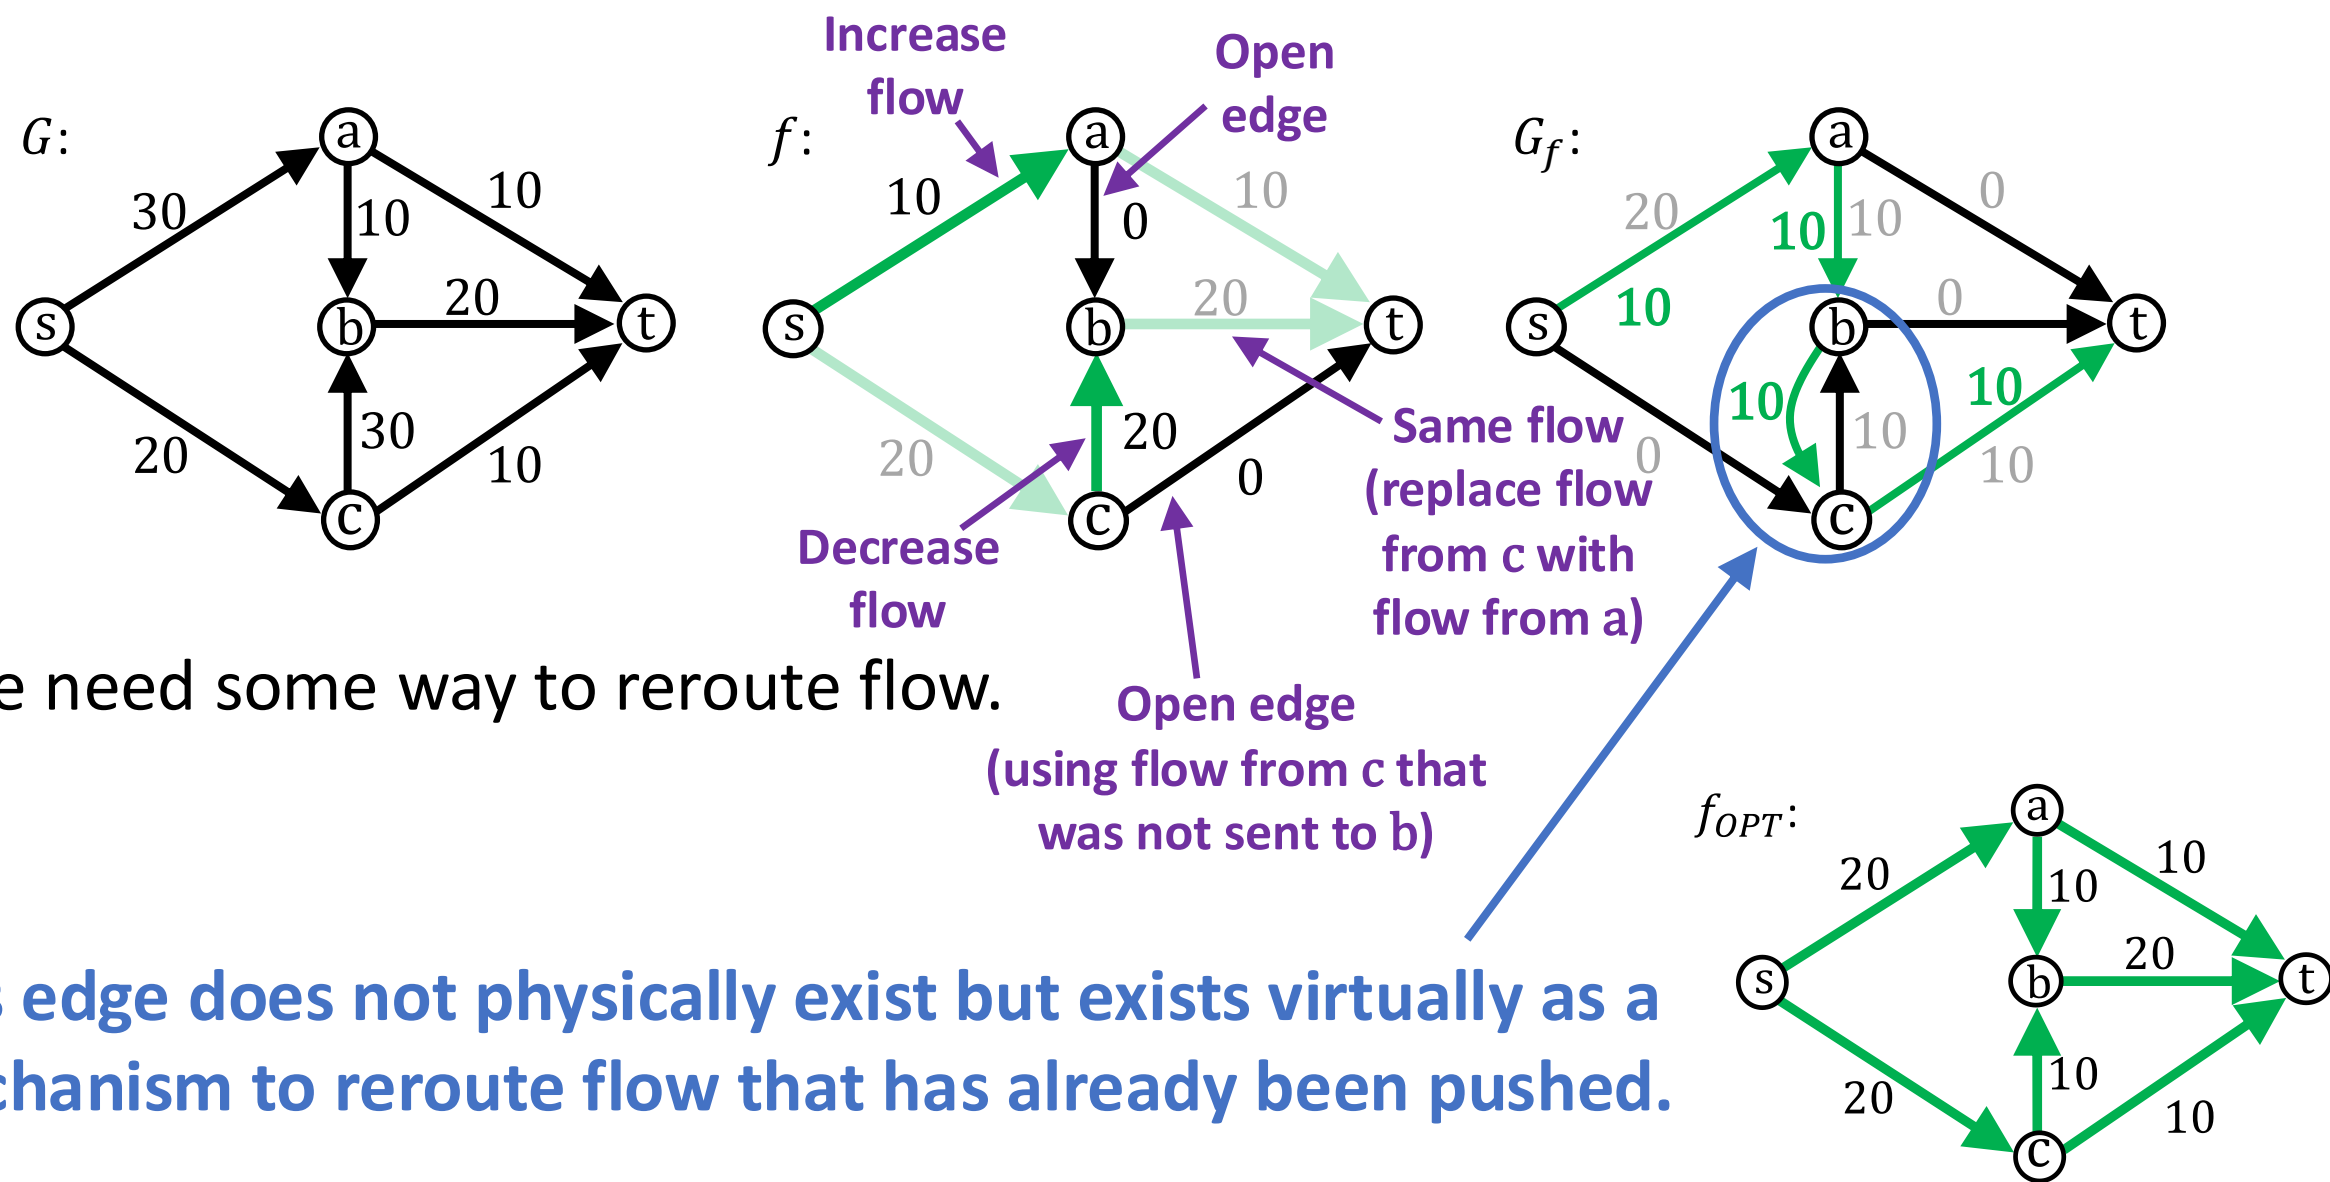 Increase
flow
Open
edge
G:
a
30
10
10
s
b
20
t
20
30
10
c
f:
a
10
0
10
s
b
20
t
20
20
0
c
Decrease
flow
Same flow
(replace flow
from c with
flow from a)
Open edge
(using flow from c that
was not sent to b)
G_f:
a
20
10
10
10
0
s
b
0
t
0
10
10
10
10
c
e need some way to reroute flow.
f_OPT:
a
20
10
10
s
b
20
t
20
10
10
c
s edge does not physically exist but exists virtually as a
chanism to reroute flow that has already been pushed.